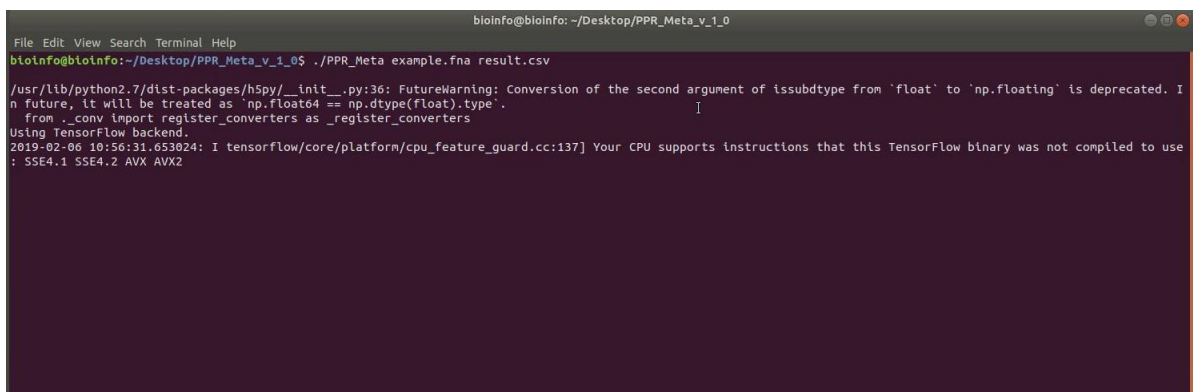 bioinfo@bioinfo: ~/Desktop/PPR_Meta_v_1_0
File Edit View Search Terminal Help
bioinfo@bioinfo:~/Desktop/PPR_Meta_v_1_0$ ./PPR_Meta example.fna result.csv
/usr/lib/python2.7/dist-packages/h5py/__init__.py:36: FutureWarning: Conversion of the second argument of issubdtype from `float` to `np.floating` is deprecated. I
n future, it will be treated as `np.float64 == np.dtype(float).type`.
from ._conv import register_converters as _register_converters
Using TensorFlow backend.
2019-02-06 10:56:31.653024: I tensorflow/core/platform/cpu_feature_guard.cc:137] Your CPU supports instructions that this TensorFlow binary was not compiled to use
: SSE4.1 SSE4.2 AVX AVX2